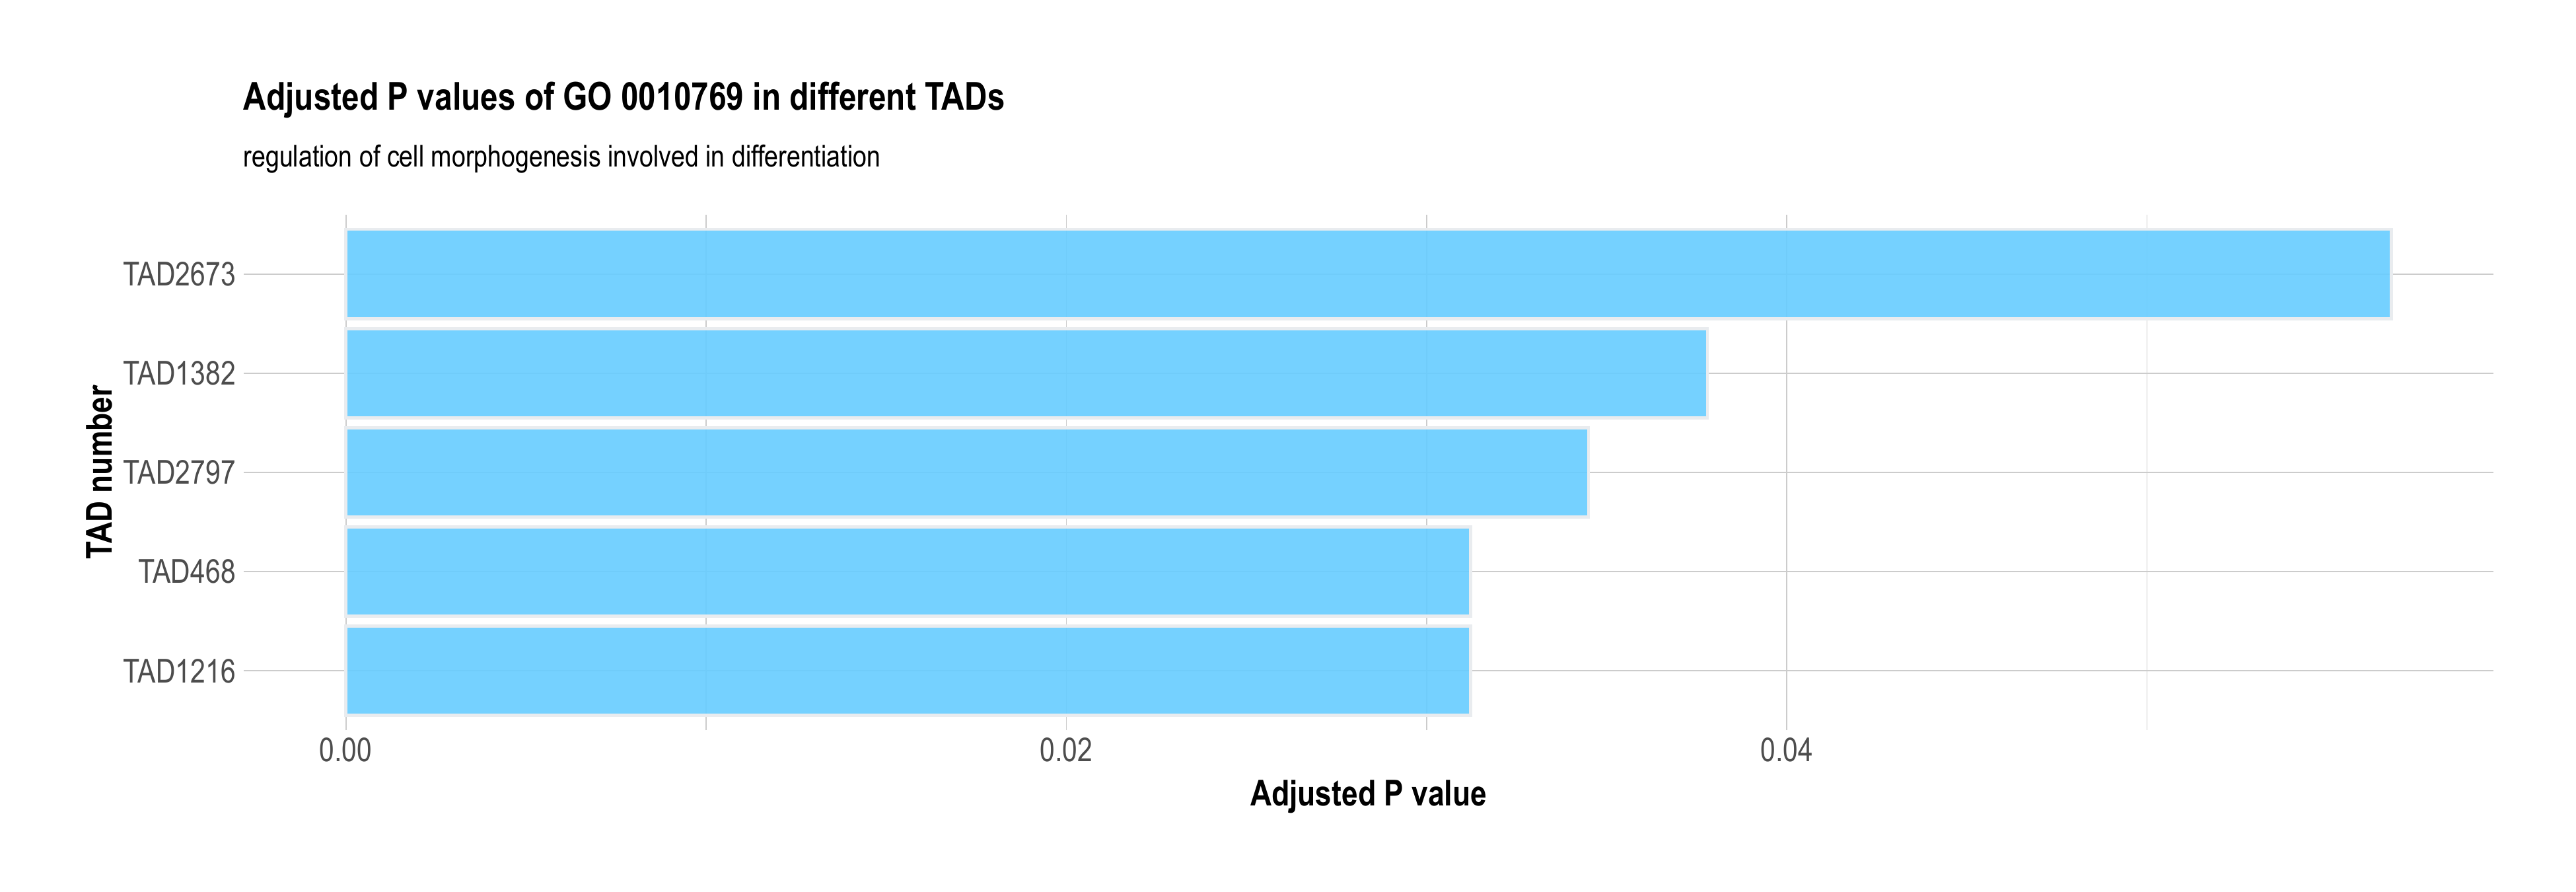 Adjusted P values of GO 0010769 in different TADs
regulation of cell morphogenesis involved in differentiation
TAD number
TAD2673
TAD1382
TAD2797
TAD468
TAD1216
0.00 0.02 0.04
Adjusted P value